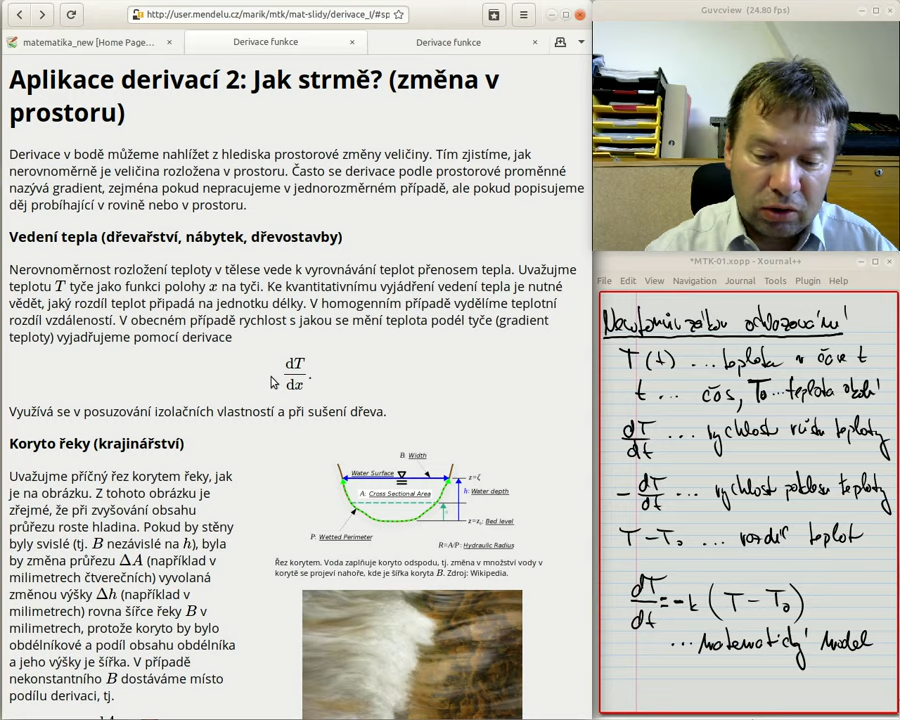 http://user.mendelu.cz/marik/mtk/mat-slidy/derivace_I/#sp
Guvcview (24.80 fps)
matematika_new [Home Page...
Derivace funkce
Derivace funkce
Aplikace derivací 2: Jak strmě? (změna v
prostoru)
Derivace v bodě můžeme nahlížet z hlediska prostorové změny veličiny. Tím zjistíme, jak
nerovnoměrně je veličina rozložena v prostoru. Často se derivace podle prostorové proměnné
nazývá gradient, zejména pokud nepracujeme v jednorozměrném případě, ale pokud popisujeme
děj probíhající v rovině nebo v prostoru.
Vedení tepla (dřevařství, nábytek, dřevostavby)
Nerovnoměrnost rozložení teploty v tělese vede k vyrovnávání teplot přenosem tepla. Uvažujme
teplotu T tyče jako funkci polohy x na tyči. Ke kvantitativnímu vyjádření vedení tepla je nutné
vědět, jaký rozdíl teplot připadá na jednotku délky. V homogenním případě vydělíme teplotní
rozdíl vzdáleností. V obecném případě rychlost s jakou se mění teplota podél tyče (gradient
teploty) vyjadřujeme pomocí derivace
dT
dx .
Využívá se v posuzování izolačních vlastností a při sušení dřeva.
Koryto řeky (krajinářství)
Uvažujme příčný řez korytem řeky, jak
je na obrázku. Z tohoto obrázku je
zřejmé, že při zvyšování obsahu
průřezu roste hladina. Pokud by stěny
byly svislé (tj. B nezávislé na h), byla
by změna průřezu ΔA (například v
milimetrech čtverečních) vyvolaná
změnou výšky Δh (například v
milimetrech) rovna šířce řeky B v
milimetrech, protože koryto by bylo
obdélníkové a podíl obsahu obdélníka
a jeho výšky je šířka. V případě
nekonstantního B dostáváme místo
podílu derivaci, tj.
B: Width
Water Surface
z=ζ
A: Cross Sectional Area
h: Water depth
z=z₀: Bed level
P: Wetted Perimeter
R=A/P: Hydraulic Radius
Řez korytem. Voda zaplňuje koryto odspodu, tj. změna v množství vody v
korytě se projeví nahoře, kde je šířka koryta B. Zdroj: Wikipedia.
*MTK-01.xopp - Xournal++
File Edit View Navigation Journal Tools Plugin Help
Newtonův zákon ochlazování
T(t) ... teplota v čase t
t ... čas, T₀ ... teplota okolí
dT/dt ... rychlost růstu teploty
- dT/dt ... rychlost poklesu teploty
T-T₀ ... rozdíl teplot
dT/dt = -k (T-T₀)
... matematický model